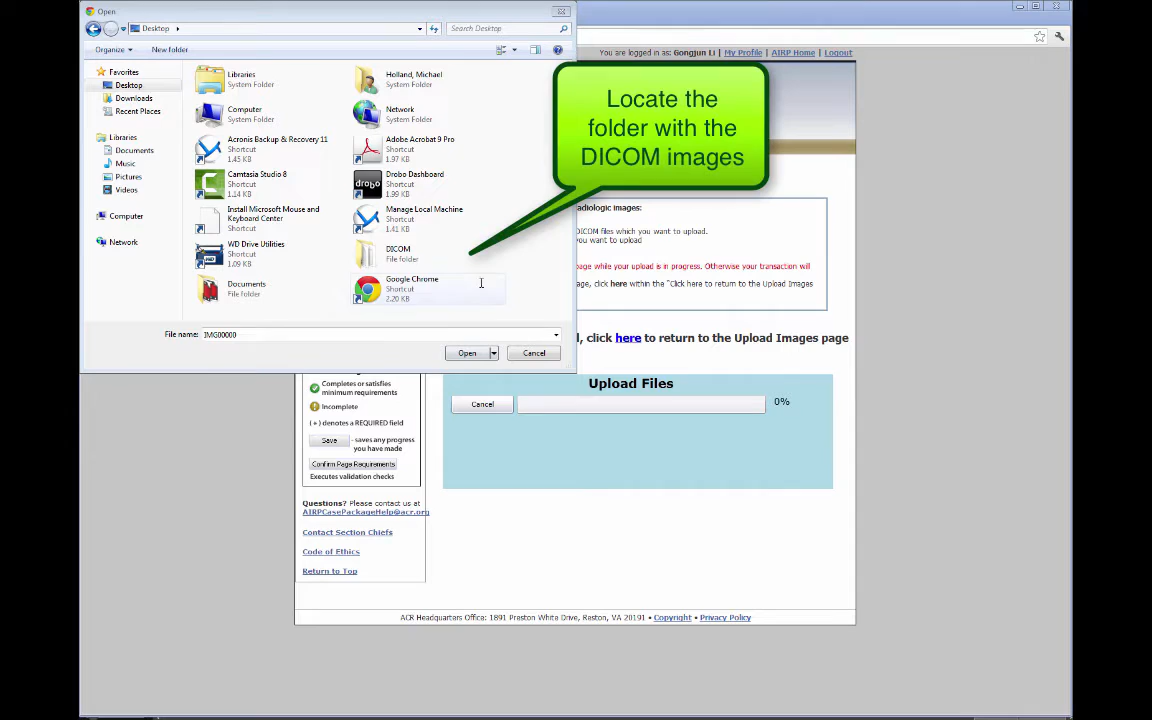 Open
Desktop
Search Desktop
Organize
New folder
Favorites
Desktop
Downloads
Recent Places
Libraries
Documents
Music
Pictures
Videos
Computer
Network
Libraries
System Folder
Computer
System Folder
Acronis Backup & Recovery 11
Shortcut
1.45 KB
Camtasia Studio 8
Shortcut
1.14 KB
Install Microsoft Mouse and
Keyboard Center
Shortcut
WD Drive Utilities
Shortcut
1.09 KB
Documents
File folder
Holland, Michael
System Folder
Network
System Folder
Adobe Acrobat 9 Pro
Shortcut
1.97 KB
Drobo Dashboard
Shortcut
1.99 KB
Manage Local Machine
Shortcut
1.41 KB
DICOM
File folder
Google Chrome
Shortcut
2.20 KB
drobo
WD
File name:
IMG00000
Open
Cancel
Locate the
folder with the
DICOM images
You are logged in as: Gongjun Li | My Profile | AIRP Home | Logout
radiologic images:
DICOM files which you want to upload.
you want to upload
page while your upload is in progress. Otherwise your transaction will
page, click here within the "Click here to return to the Upload Images
, click here to return to the Upload Images page
Completes or satisfies
minimum requirements
Incomplete
( + ) denotes a REQUIRED field
Save - saves any progress
you have made
Confirm Page Requirements
Executes validation checks
Questions? Please contact us at
AIRPCasePackageHelp@acr.org
Contact Section Chiefs
Code of Ethics
Return to Top
Upload Files
Cancel
0%
ACR Headquarters Office: 1891 Preston White Drive, Reston, VA 20191 • Copyright • Privacy Policy